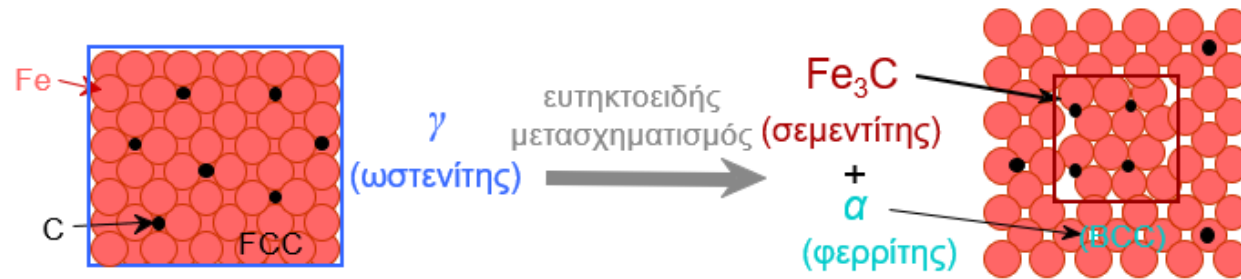 Fe
C
FCC
γ
(ωστενίτης)
ευτηκτοειδής
μετασχηματισμός
Fe₃C
(σεμεντίτης)
+
α
(φερρίτης)
(BCC)